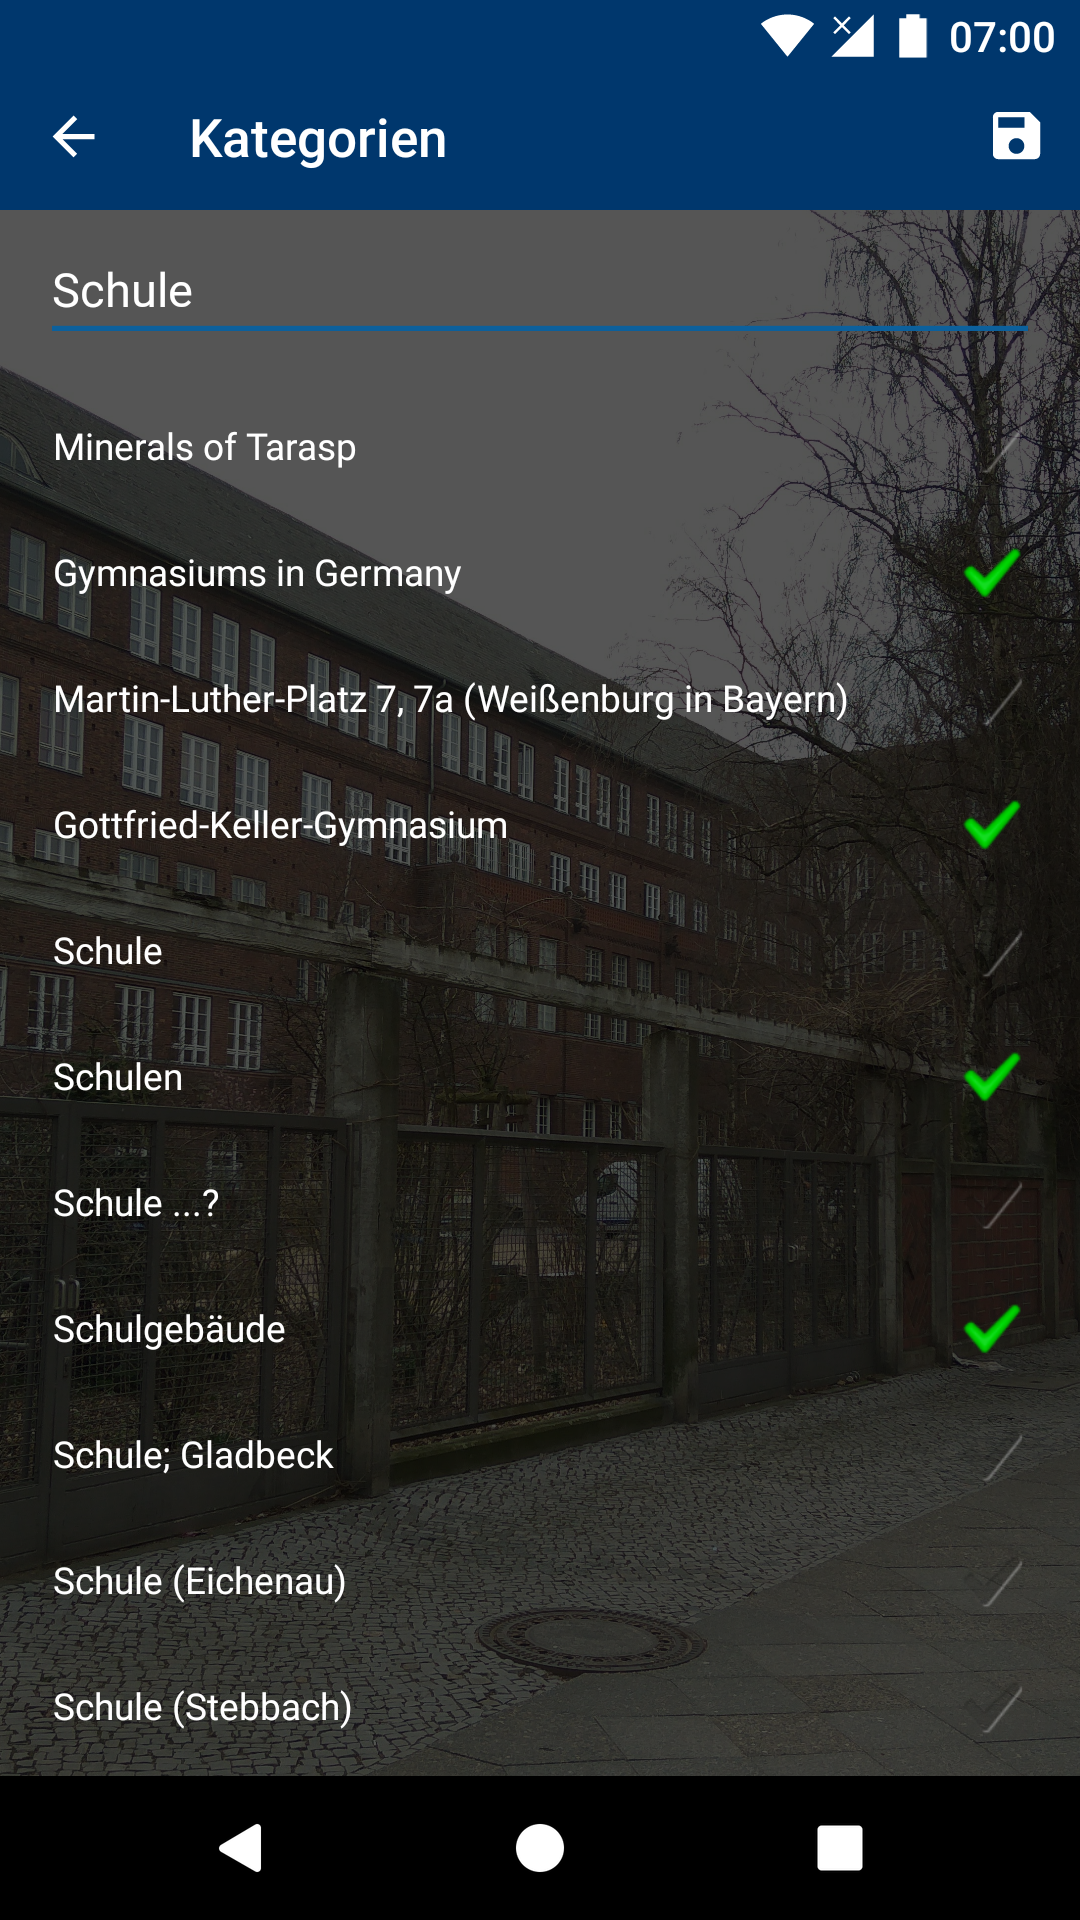 07:00
Kategorien
Schule
Minerals of Tarasp
Gymnasiums in Germany
Martin-Luther-Platz 7, 7a (Weißenburg in Bayern)
Gottfried-Keller-Gymnasium
Schule
Schulen
Schule ...?
Schulgebäude
Schule; Gladbeck
Schule (Eichenau)
Schule (Stebbach)